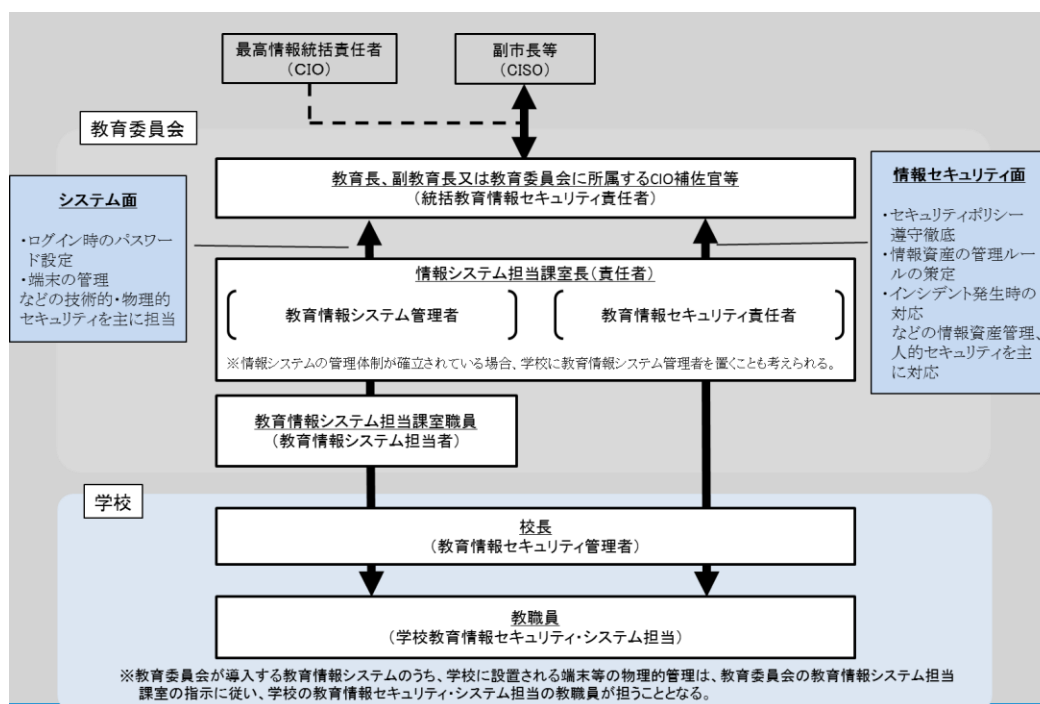 最高情報統括責任者
（CIO）
副市長等
（CISO）
教育委員会
教育長、副教育長又は教育委員会に所属するCIO補佐官等
（統括教育情報セキュリティ責任者）
システム面
・ログイン時のパスワー
ド設定
・端末の管理
などの技術的・物理的
セキュリティを主に担当
情報セキュリティ面
・セキュリティポリシー
遵守徹底
・情報資産の管理ルー
ルの策定
・インシデント発生時の
対応
などの情報資産管理、
人的セキュリティを主
に対応
情報システム担当課室長（責任者）
教育情報システム管理者
教育情報セキュリティ責任者
※情報システムの管理体制が確立されている場合、学校に教育情報システム管理者を置くことも考えられる。
教育情報システム担当課室職員
（教育情報システム担当者）
学校
校長
（教育情報セキュリティ管理者）
教職員
（学校教育情報セキュリティ・システム担当）
※教育委員会が導入する教育情報システムのうち、学校に設置される端末等の物理的管理は、教育委員会の教育情報システム担当
課室の指示に従い、学校の教育情報セキュリティ・システム担当の教職員が担うこととなる。